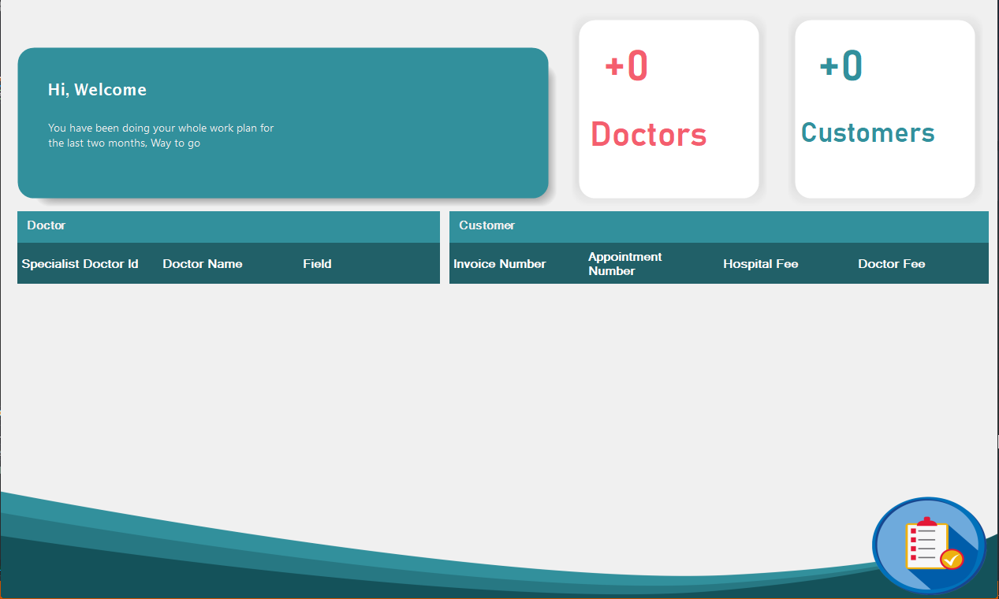 Hi, Welcome
You have been doing your whole work plan for
the last two months, Way to go
+0
Doctors
+0
Customers
Doctor
Specialist Doctor Id Doctor Name Field
Customer
Invoice Number Appointment Number Hospital Fee Doctor Fee